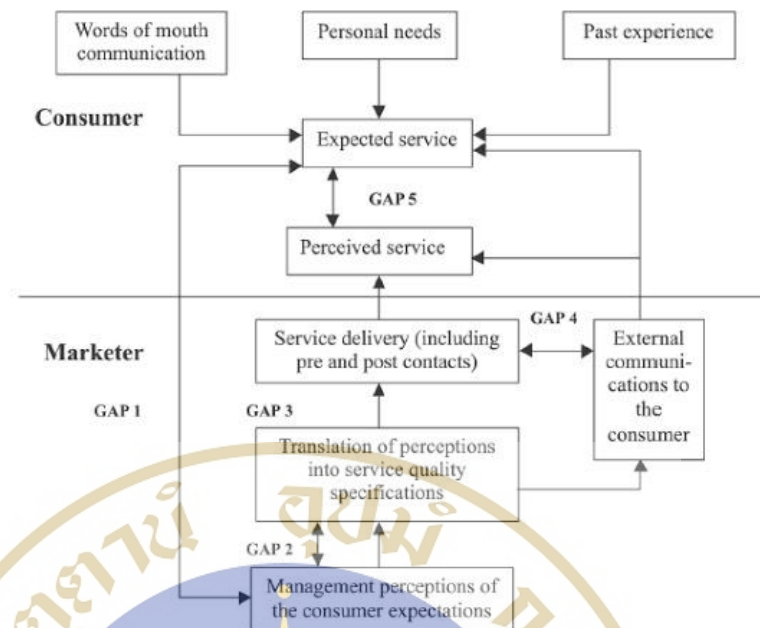 Words of mouth
communication
Personal needs
Past experience
Consumer
Expected service
GAP 5
Perceived service
GAP 4
Marketer
Service delivery (including
pre and post contacts)
External
communi-
cations to
the
consumer
GAP 1
GAP 3
Translation of perceptions
into service quality
specifications
GAP 2
Management perceptions of
the consumer expectations